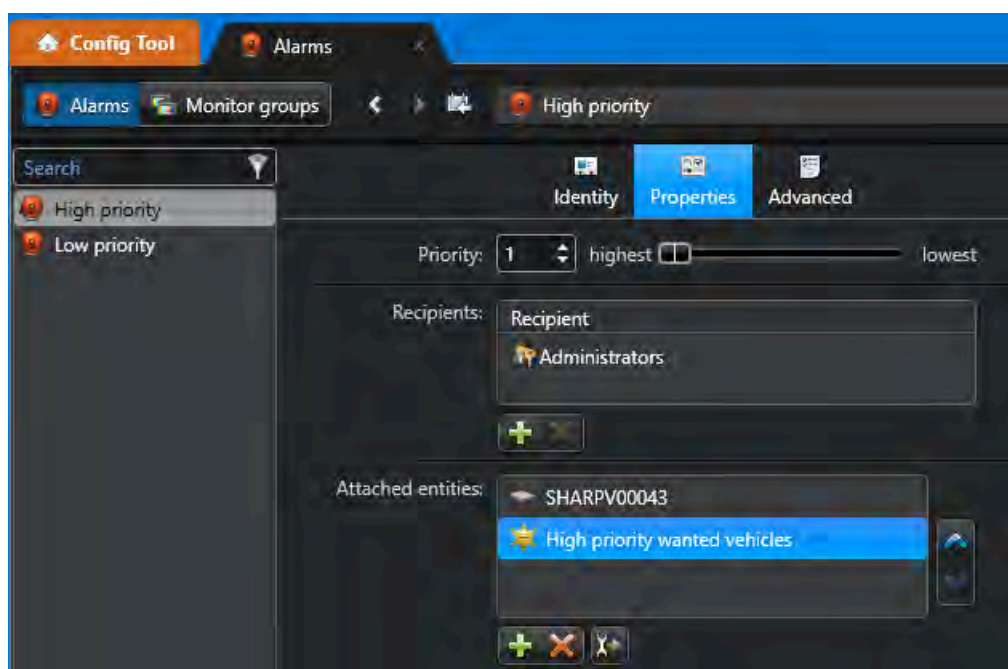 Config Tool
Alarms
Alarms
Monitor groups
High priority
Search
High priority
Low priority
Identity
Properties
Advanced
Priority: 1 highest lowest
Recipients:
Recipient
Administrators
Attached entities:
SHARPV00043
High priority wanted vehicles